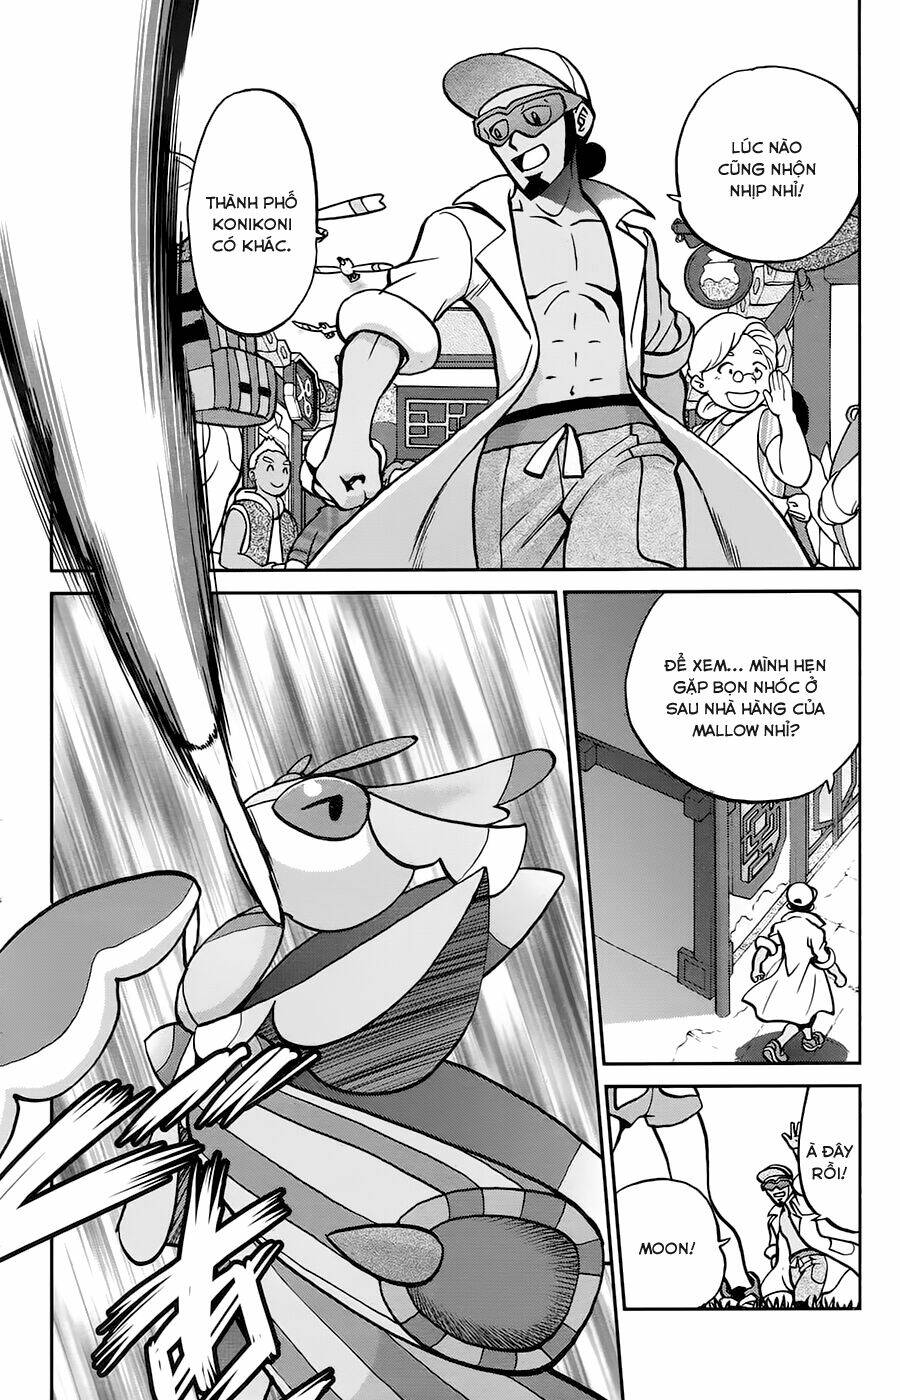 LÚC NÀO
CŨNG NHỘN
NHỊP NHỈ!
THÀNH PHỐ
KONIKONI
CÓ KHÁC.
ĐỂ XEM... MÌNH HẸN
GẶP BỌN NHÓC Ở
SAU NHÀ HÀNG CỦA
MALLOW NHỈ?
À ĐÂY
RỒI!
MOON!